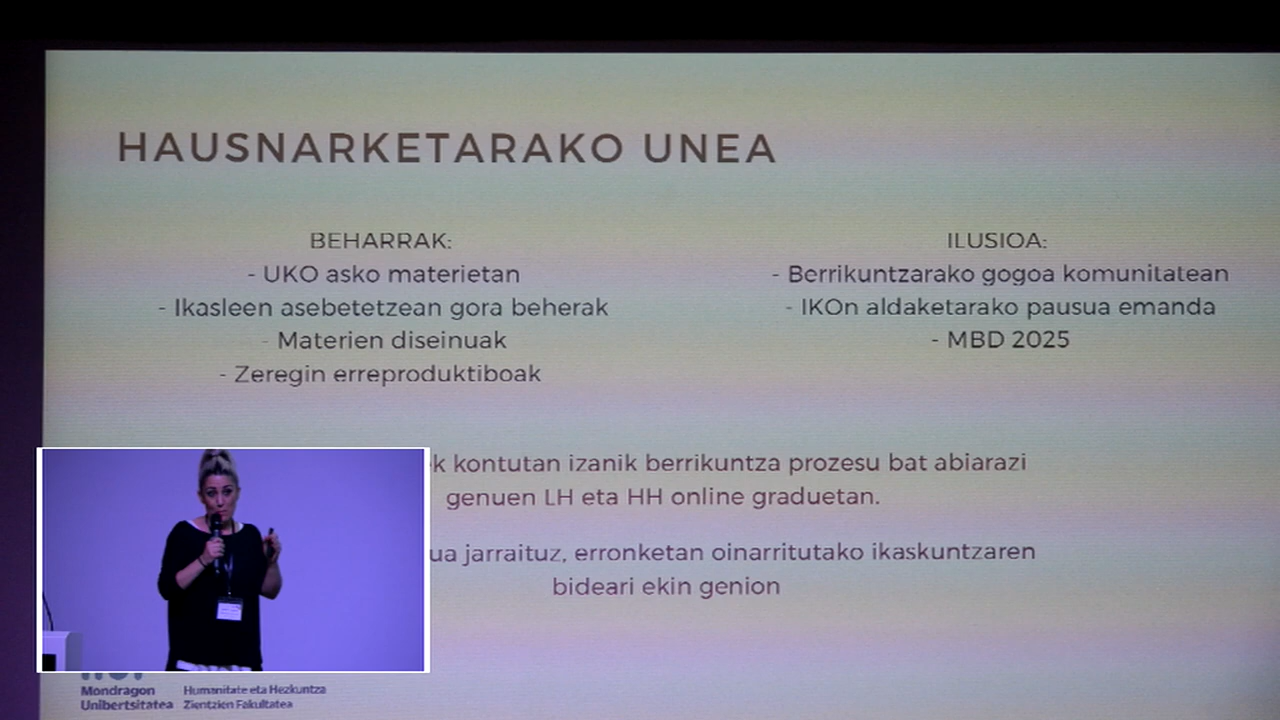 HAUSNARKETARAKO UNEA
BEHARRAK:
- UKO asko materietan
- Ikasleen asebetetzean gora beherak
- Materien diseinuak
- Zeregin erreproduktiboak
ILUSIOA:
- Berrikuntzarako gogoa komunitatean
- IKOn aldaketarako pausua emanda
- MBD 2025
kontutan izanik berrikuntza prozesu bat abiarazi
genuen LH eta HH online graduetan.
jarraituz, erronketan oinarritutako ikaskuntzaren
bideari ekin genion
Mondragon
Unibertsitatea
Humanitate eta Hezkuntza
Zientzien Fakultatea